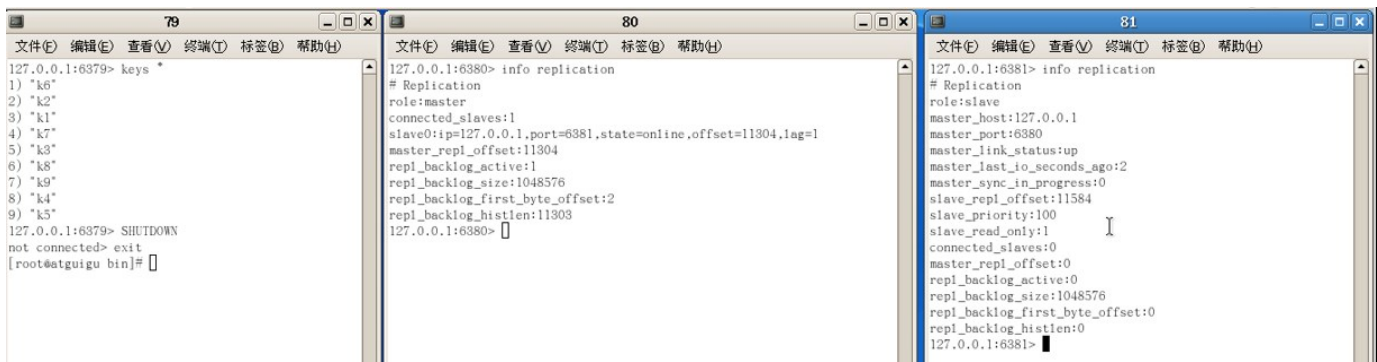 79
文件(F) 编辑(E) 查看(V) 终端(T) 标签(B) 帮助(H)
127.0.0.1:6379> keys *
1) "k6"
2) "k2"
3) "k1"
4) "k7"
5) "k3"
6) "k8"
7) "k9"
8) "k4"
9) "k5"
127.0.0.1:6379> SHUTDOWN
not connected> exit
[root@atguigu bin]#
80
文件(F) 编辑(E) 查看(V) 终端(T) 标签(B) 帮助(H)
127.0.0.1:6380> info replication
# Replication
role:master
connected_slaves:1
slave0:ip=127.0.0.1,port=6381,state=online,offset=11304,lag=1
master_repl_offset:11304
repl_backlog_active:1
repl_backlog_size:1048576
repl_backlog_first_byte_offset:2
repl_backlog_histlen:11303
127.0.0.1:6380>
81
文件(F) 编辑(E) 查看(V) 终端(T) 标签(B) 帮助(H)
127.0.0.1:6381> info replication
# Replication
role:slave
master_host:127.0.0.1
master_port:6380
master_link_status:up
master_last_io_seconds_ago:2
master_sync_in_progress:0
slave_repl_offset:11584
slave_priority:100
slave_read_only:1
connected_slaves:0
master_repl_offset:0
repl_backlog_active:0
repl_backlog_size:1048576
repl_backlog_first_byte_offset:0
repl_backlog_histlen:0
127.0.0.1:6381>